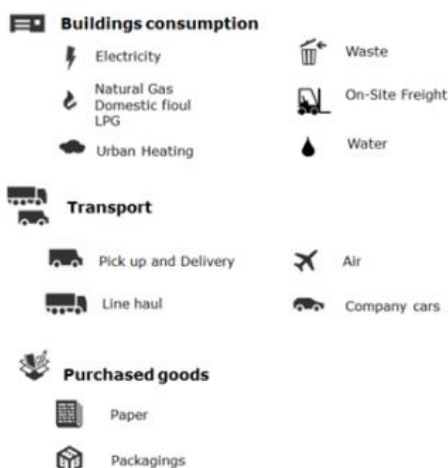 Buildings consumption
Electricity
Waste
Natural Gas
Domestic fioul
LPG
On-Site Freight
Urban Heating
Water
Transport
Pick up and Delivery
Air
Line haul
Company cars
Purchased goods
Paper
Packagings